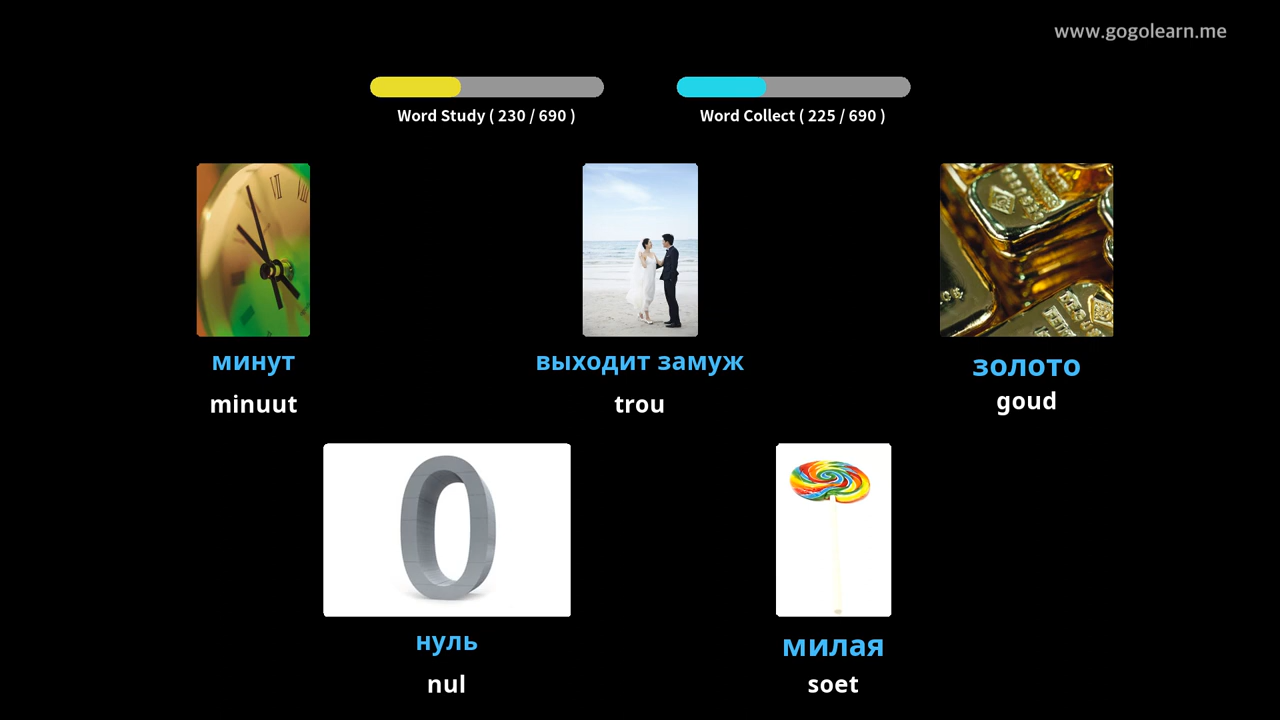 www.gogolearn.me
Word Study ( 230 / 690 )
Word Collect ( 225 / 690 )
минут
выходит замуж
золото
minuut
trou
goud
нуль
милая
nul
soet